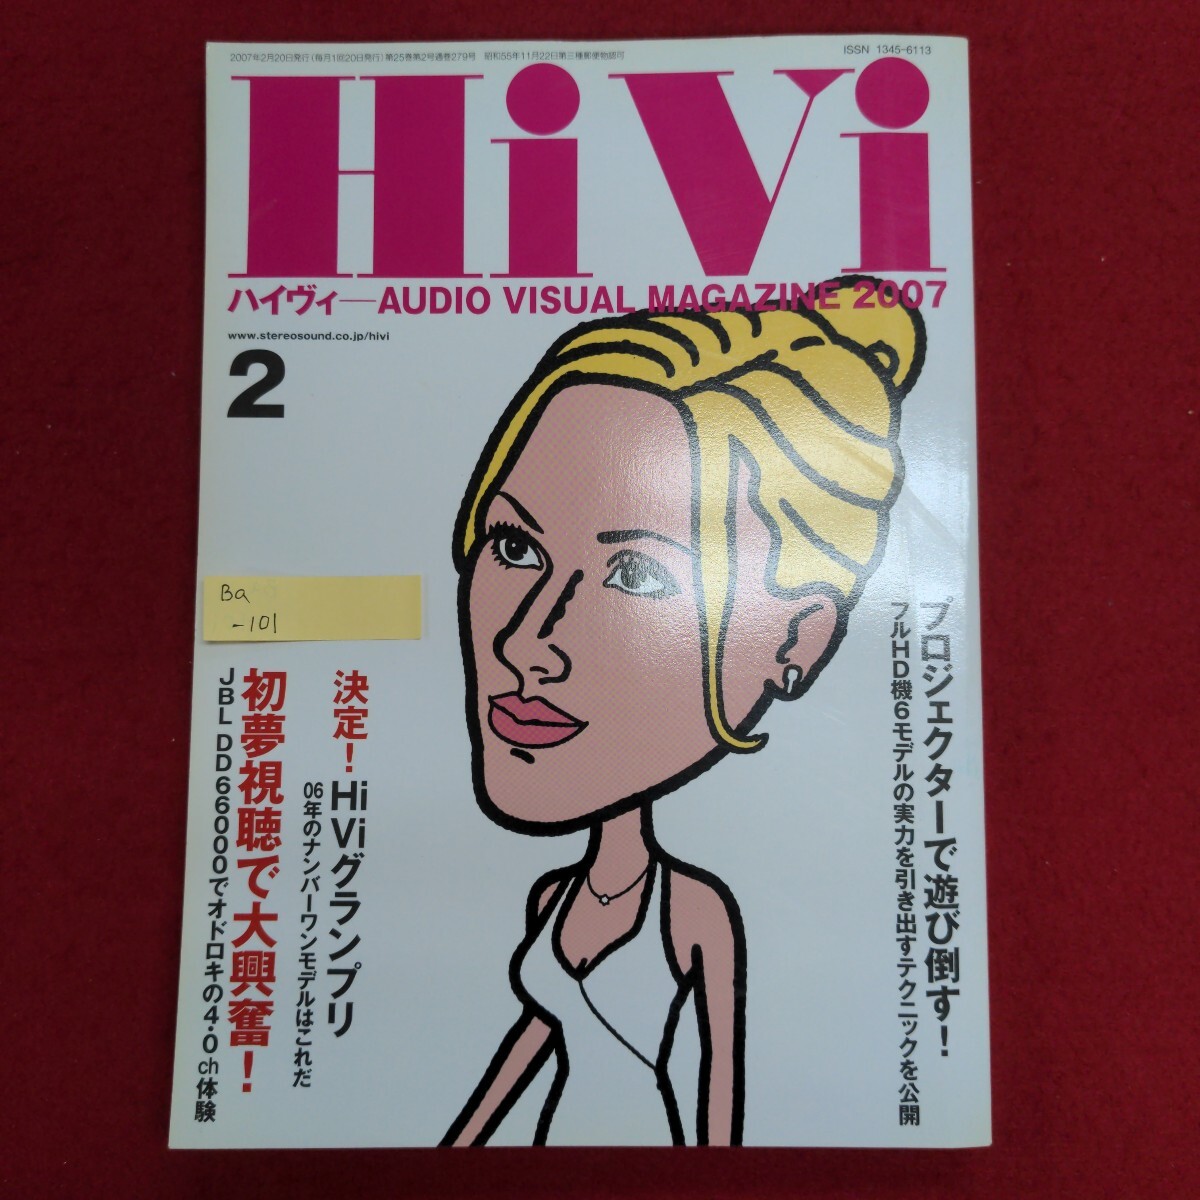 2007年2月20日発行(毎月1回20日発行)第25巻第2号通巻279号 昭和55年11月22日第三種郵便物認可
ISSN 1345-6113
HiVi
ハイヴィ—AUDIO VISUAL MAGAZINE 2007
www.stereosound.co.jp/hivi
2
プロジェクターで遊び倒す!
フルHD機6モデルの実力を引き出すテクニックを公開
Ba
-101
決定!HiViグランプリ
06年のナンバーワンモデルはこれだ
初夢視聴で大興奮!
JBL DD66000でオドロキの4.0ch体験